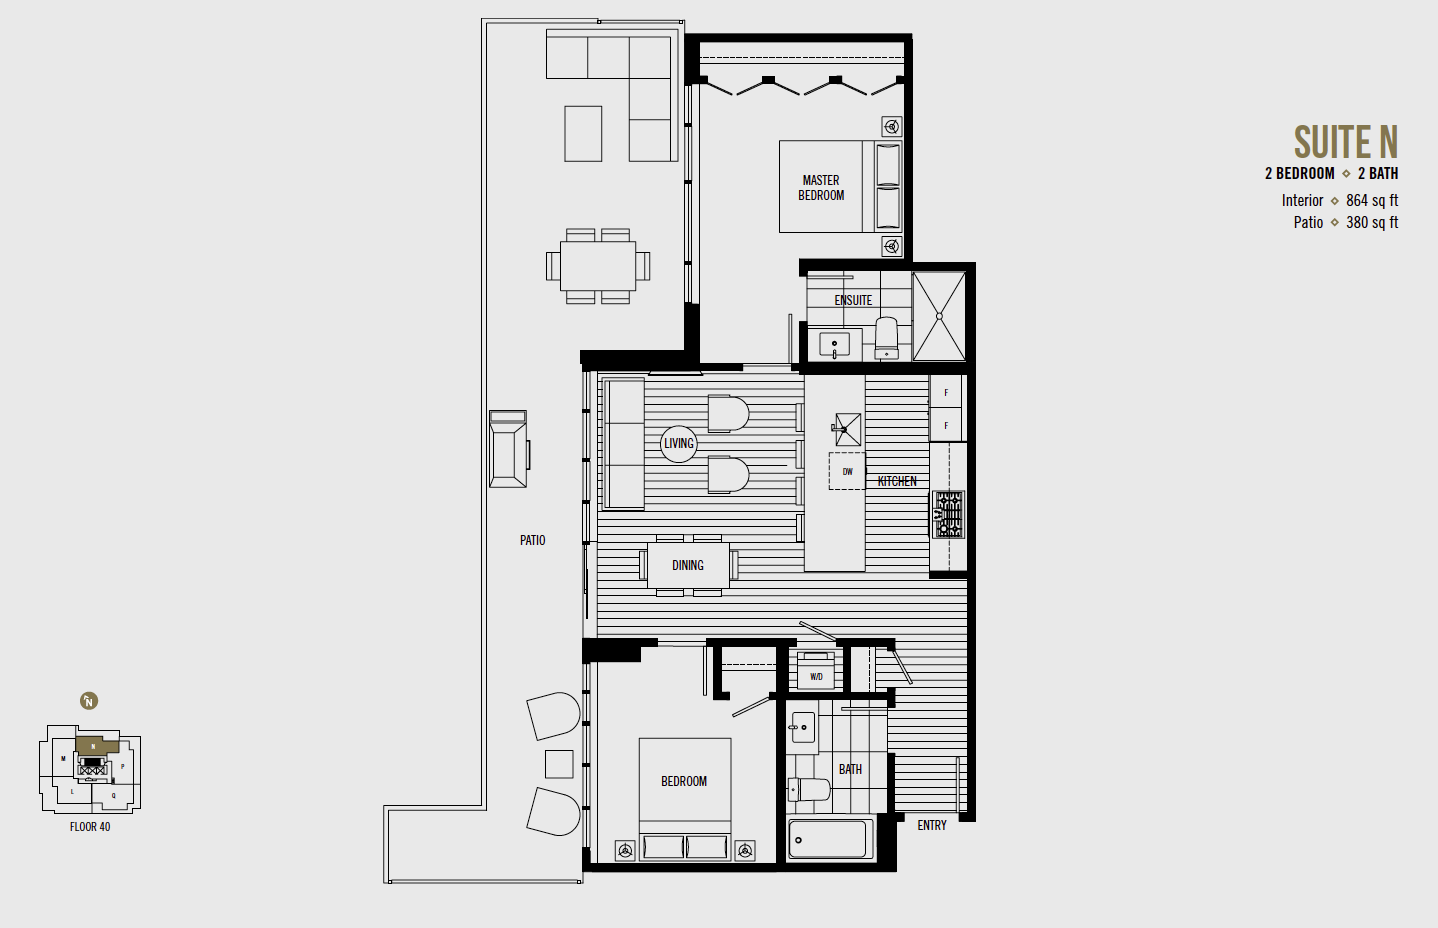 SUITE N
2 BEDROOM ◇ 2 BATH
Interior ◇ 864 sq ft
Patio ◇ 380 sq ft
MASTER
BEDROOM
ENSUITE
F
F
LIVING
DW
KITCHEN
PATIO
DINING
W/D
BEDROOM
BATH
ENTRY
N
N
M
P
L
Q
FLOOR 40